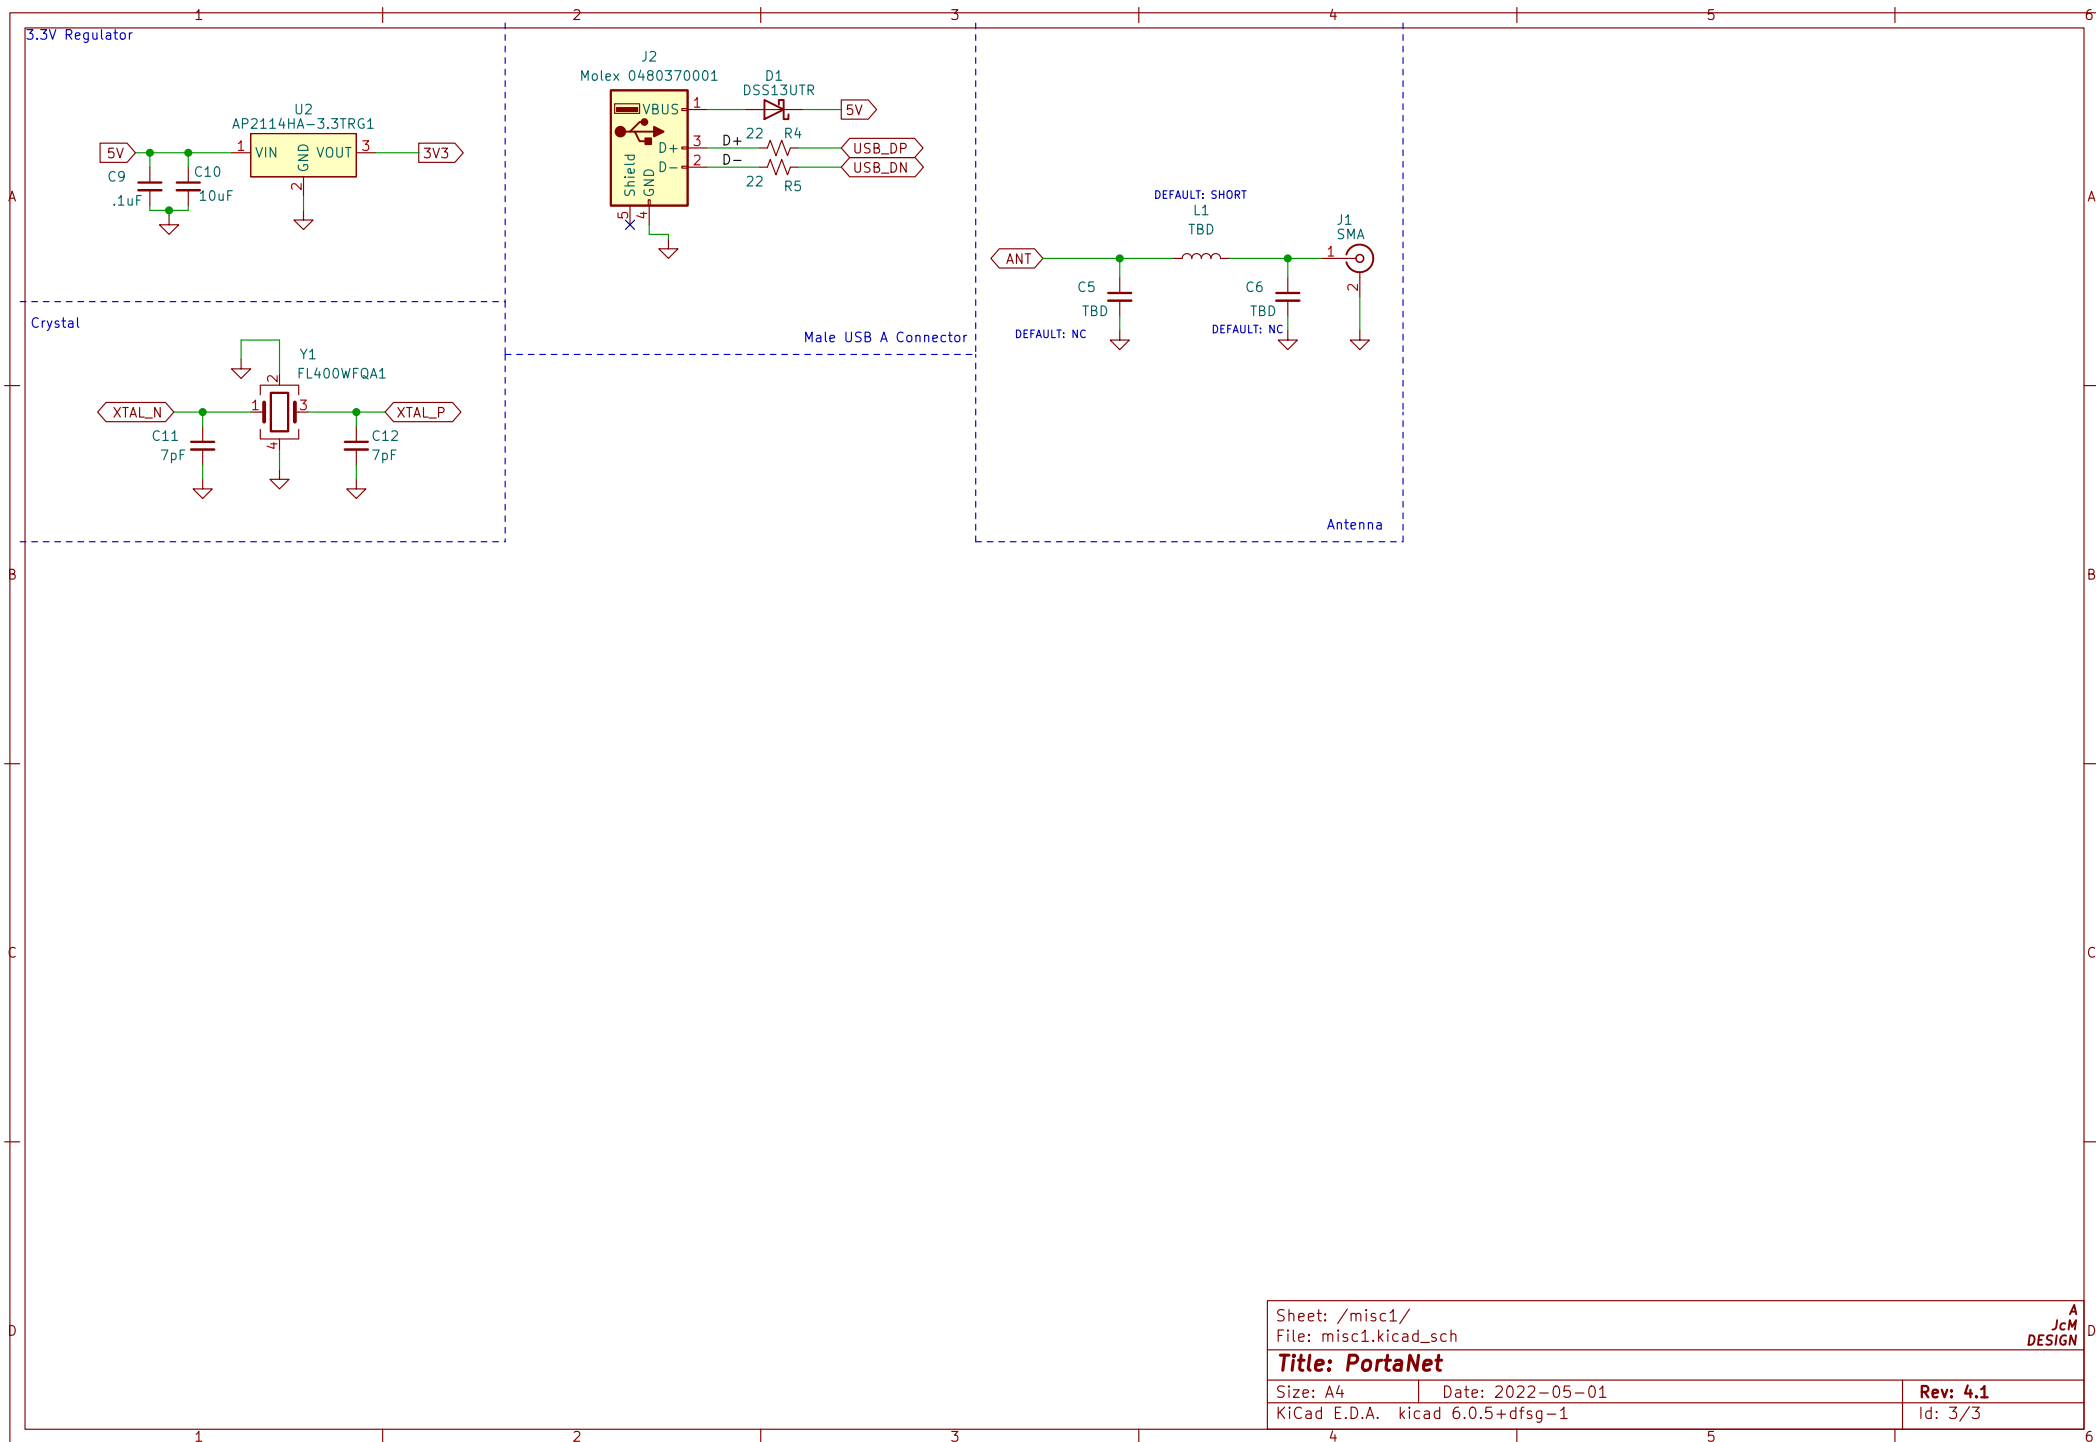 1 2 3 4 5 6
3.3V Regulator
U2
AP2114HA-3.3TRG1
5V
1
VIN
GND
VOUT
3
3V3
2
C9
.1uF
C10
10uF
J2
Molex 0480370001
VBUS
1
D+
3
D-
2
Shield
GND
5
4
D1
DSS13UTR
5V
D+
22
R4
USB_DP
D-
22
R5
USB_DN
Male USB A Connector
DEFAULT: SHORT
L1
TBD
J1
SMA
ANT
1
2
C5
TBD
DEFAULT: NC
C6
TBD
DEFAULT: NC
Antenna
Crystal
Y1
FL400WFQA1
2
XTAL_N
1
3
XTAL_P
4
C11
7pF
C12
7pF
A
A
B
B
C
C
D
D
Sheet: /misc1/
File: misc1.kicad_sch
A
JcM
DESIGN
Title: PortaNet
Size: A4
Date: 2022-05-01
Rev: 4.1
KiCad E.D.A. kicad 6.0.5+dfsg-1
Id: 3/3
1 2 3 4 5 6